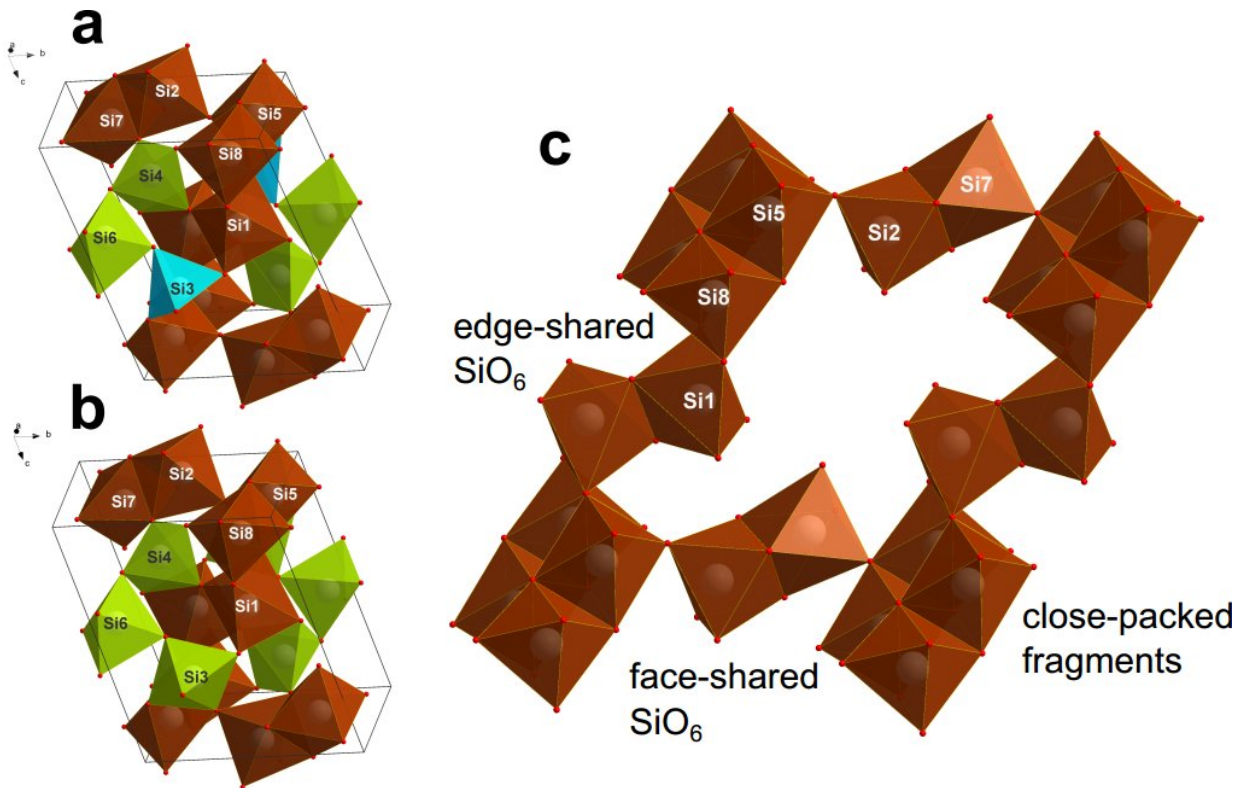 a
a
b
c
Si2
Si7
Si5
Si8
Si4
Si1
Si6
Si3
b
a
b
c
Si2
Si5
Si7
Si8
Si4
Si1
Si6
Si3
c
Si7
Si5
Si2
Si8
edge-shared
SiO₆
Si1
close-packed
fragments
face-shared
SiO₆